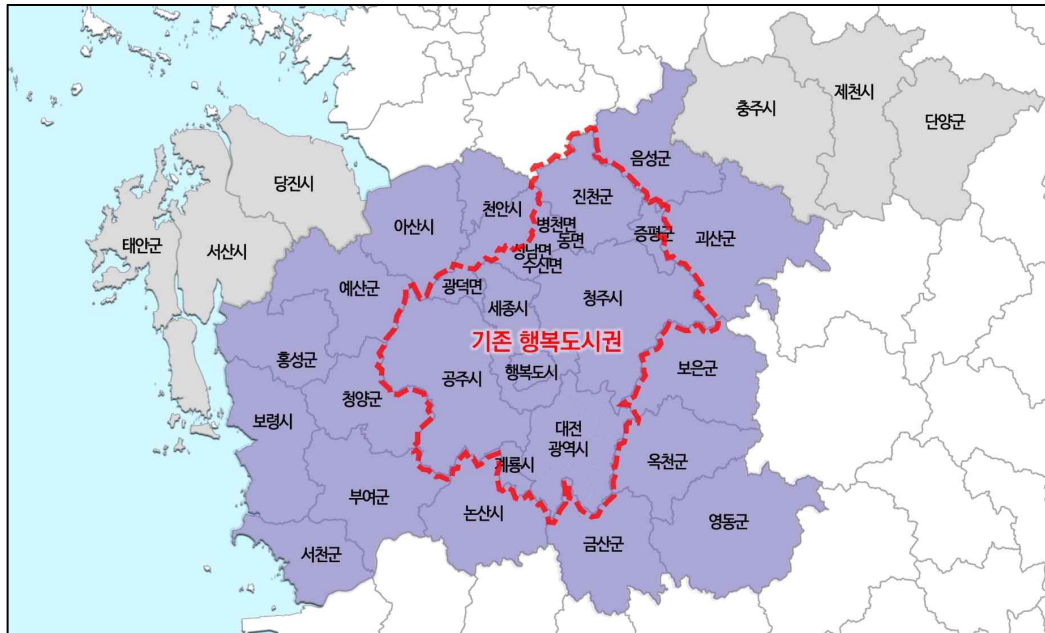 제천시
충주시
단양군
음성군
당진시
진천군
천안시
병천면
아산시
동면
증평군
괴산군
태안군
서산시
성남면
수신면
광덕면
예산군
세종시
청주시
기존 행복도시권
홍성군
보은군
공주시
행복도시
청양군
보령시
대전
광역시
계룡시
옥천군
부여군
논산시
영동군
금산군
서천군